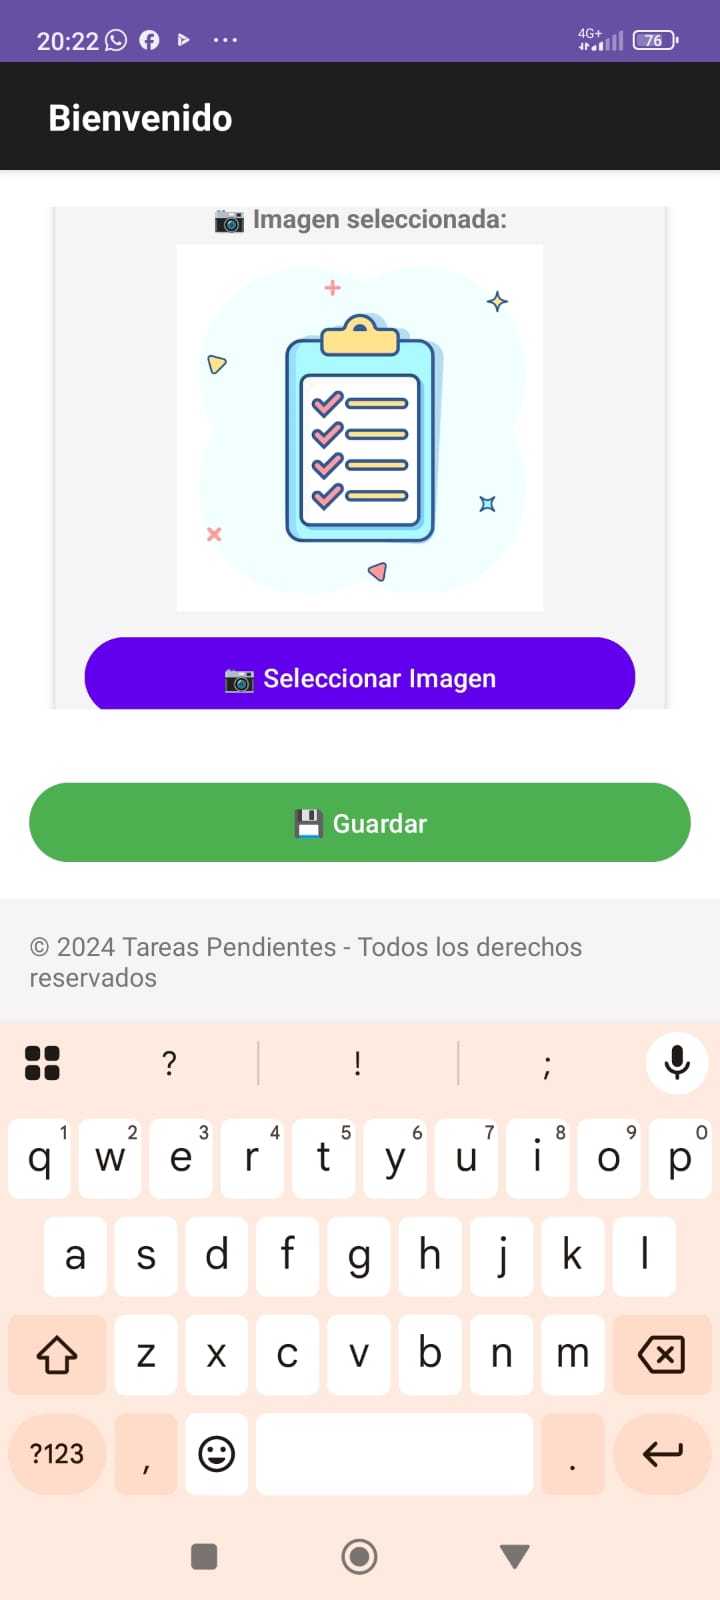 20:22
4G+
76
Bienvenido
📷 Imagen seleccionada:
📷 Seleccionar Imagen
💾 Guardar
© 2024 Tareas Pendientes - Todos los derechos
reservados
? ! ;
q 1 w 2 e 3 r 4 t 5 y 6 u 7 i 8 o 9 p 0
a s d f g h j k l
z x c v b n m
?123 , .